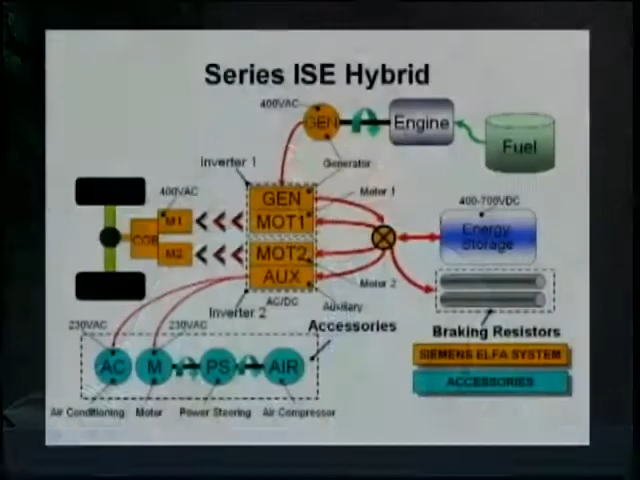 Series ISE Hybrid
400VAC
GEN
Engine
Fuel
Generator
Inverter 1
400VAC
GEN
Motor 1
400-700VDC
M1
MOT1
Energy
Storage
M2
MOT2
Motor 2
AUX
Inverter 2
AC/DC
Auxiliary
Accessories
Braking Resistors
230VAC
230VAC
SIEMENS ELFA SYSTEM
AC
M
PS
AIR
ACCESSORIES
Air Conditioning
Motor
Power Steering
Air Compressor